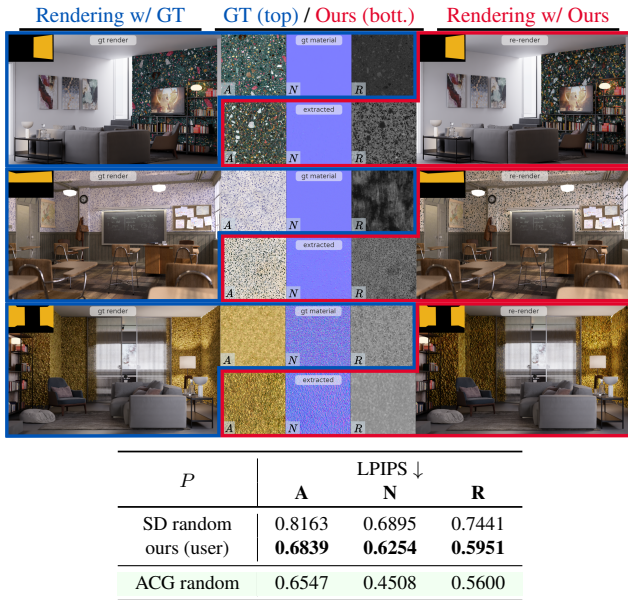 Rendering w/ GT GT (top) / Ours (bott.) Rendering w/ Ours
gt render gt material re-render
A N R
extracted
A N R
gt render gt material re-render
A N R
extracted
A N R
gt render gt material re-render
A N R
extracted
A N R
P LPIPS ↓
A N R
SD random 0.8163 0.6895 0.7441
ours (user) 0.6839 0.6254 0.5951
ACG random 0.6547 0.4508 0.5600